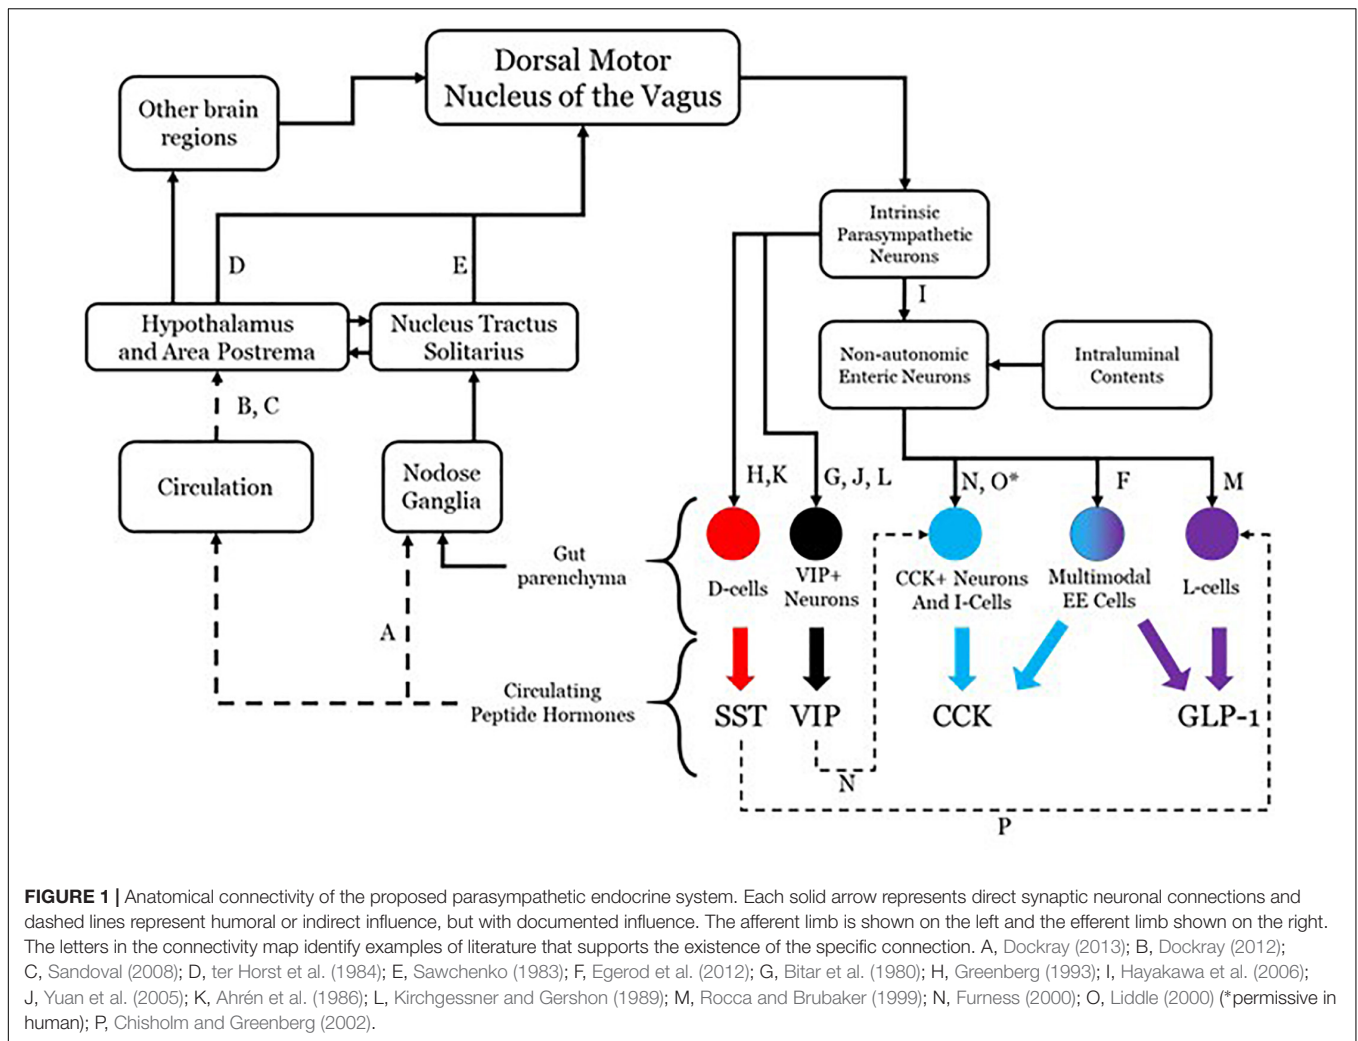 Dorsal Motor
Nucleus of the Vagus
Other brain
regions
Intrinsic
Parasympathetic
Neurons
D
E
I
Hypothalamus
and Area Postrema
Nucleus Tractus
Solitarius
Non-autonomic
Enteric Neurons
Intraluminal
Contents
B, C
Circulation
Nodose
Ganglia
H,K
G, J, L
N, O*
F
M
Gut
parenchyma
D-cells
VIP+
Neurons
CCK+ Neurons
And I-Cells
Multimodal
EE Cells
L-cells
A
Circulating
Peptide Hormones
SST
VIP
CCK
GLP-1
N
P
FIGURE 1 | Anatomical connectivity of the proposed parasympathetic endocrine system. Each solid arrow represents direct synaptic neuronal connections and
dashed lines represent humoral or indirect influence, but with documented influence. The afferent limb is shown on the left and the efferent limb shown on the right.
The letters in the connectivity map identify examples of literature that supports the existence of the specific connection. A, Dockray (2013); B, Dockray (2012);
C, Sandoval (2008); D, ter Horst et al. (1984); E, Sawchenko (1983); F, Egerod et al. (2012); G, Bitar et al. (1980); H, Greenberg (1993); I, Hayakawa et al. (2006);
J, Yuan et al. (2005); K, Ahrén et al. (1986); L, Kirchgessner and Gershon (1989); M, Rocca and Brubaker (1999); N, Furness (2000); O, Liddle (2000) (*permissive in
human); P, Chisholm and Greenberg (2002).